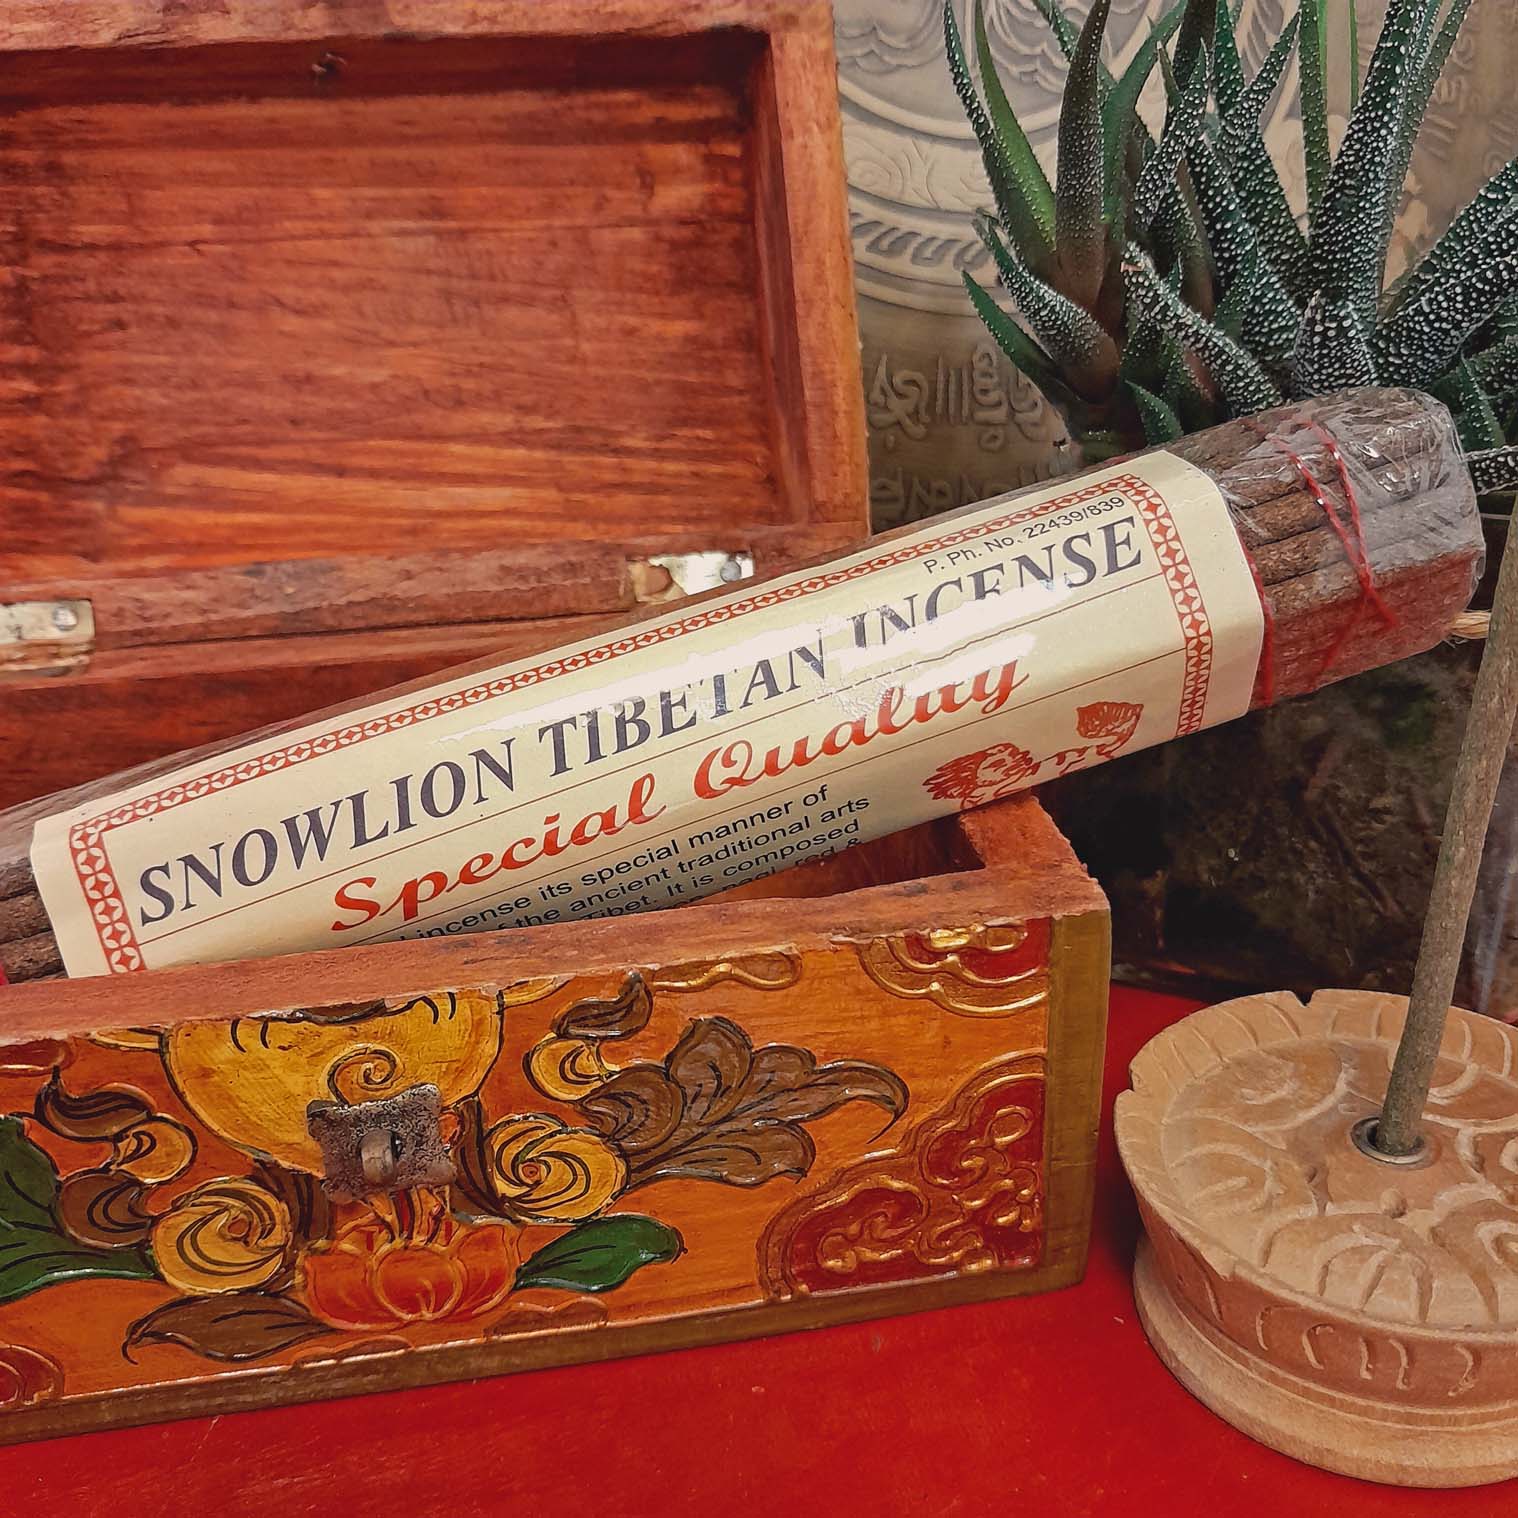 P. Ph. No. 22439/839
SNOWLION TIBETAN INCENSE
Special Quality
incense its special manner of
the ancient traditional arts
Tibet. It is composed
red &